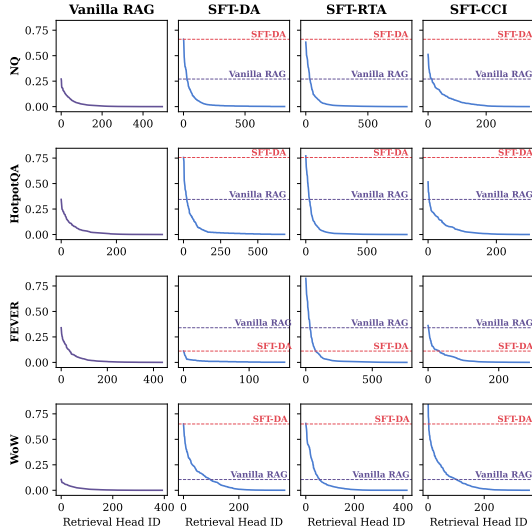 Vanilla RAG SFT-DA SFT-RTA SFT-CCI
NQ
0.75
0.50
0.25
0.00
0 200 400
SFT-DA
Vanilla RAG
0 500
SFT-DA
Vanilla RAG
0 500
SFT-DA
Vanilla RAG
0 200
HotpotQA
0.75
0.50
0.25
0.00
0 200
SFT-DA
Vanilla RAG
0 250 500
SFT-DA
Vanilla RAG
0 500
SFT-DA
Vanilla RAG
0 200
FEVER
0.75
0.50
0.25
0.00
0 200 400
Vanilla RAG
SFT-DA
0 100
Vanilla RAG
SFT-DA
0 500
Vanilla RAG
SFT-DA
0 200
WoW
0.75
0.50
0.25
0.00
0 200 400
SFT-DA
Vanilla RAG
0 200
SFT-DA
Vanilla RAG
0 200 400
SFT-DA
Vanilla RAG
0 200
Retrieval Head ID Retrieval Head ID Retrieval Head ID Retrieval Head ID